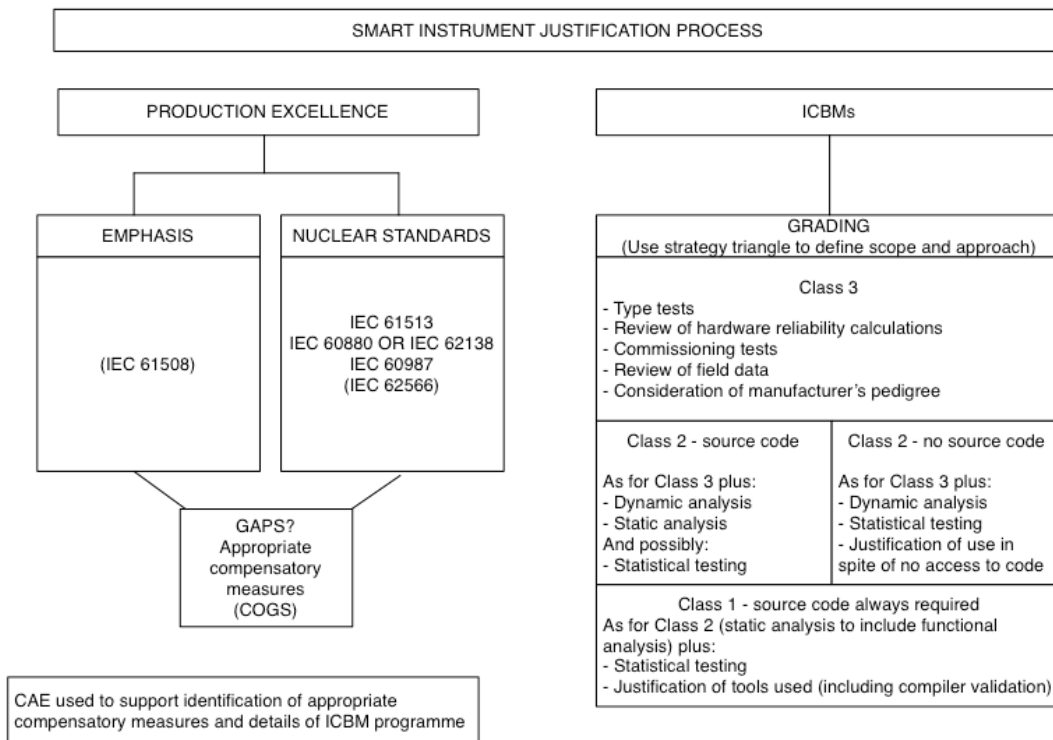 SMART INSTRUMENT JUSTIFICATION PROCESS
PRODUCTION EXCELLENCE
EMPHASIS
(IEC 61508)
NUCLEAR STANDARDS
IEC 61513
IEC 60880 OR IEC 62138
IEC 60987
(IEC 62566)
GAPS?
Appropriate
compensatory
measures
(COGS)
CAE used to support identification of appropriate
compensatory measures and details of ICBM programme
ICBMs
GRADING
(Use strategy triangle to define scope and approach)
Class 3
- Type tests
- Review of hardware reliability calculations
- Commissioning tests
- Review of field data
- Consideration of manufacturer's pedigree
Class 2 - source code
As for Class 3 plus:
- Dynamic analysis
- Static analysis
And possibly:
- Statistical testing
Class 2 - no source code
As for Class 3 plus:
- Dynamic analysis
- Statistical testing
- Justification of use in
spite of no access to code
Class 1 - source code always required
As for Class 2 (static analysis to include functional
analysis) plus:
- Statistical testing
- Justification of tools used (including compiler validation)